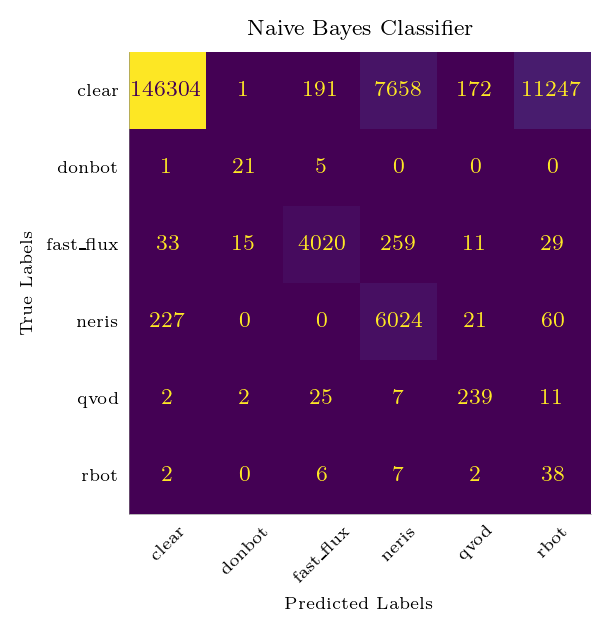 Naive Bayes Classifier
clear 146304 1 191 7658 172 11247
donbot 1 21 5 0 0 0
fast_flux 33 15 4020 259 11 29
neris 227 0 0 6024 21 60
qvod 2 2 25 7 239 11
rbot 2 0 6 7 2 38
True Labels
clear donbot fast_flux neris qvod rbot
Predicted Labels